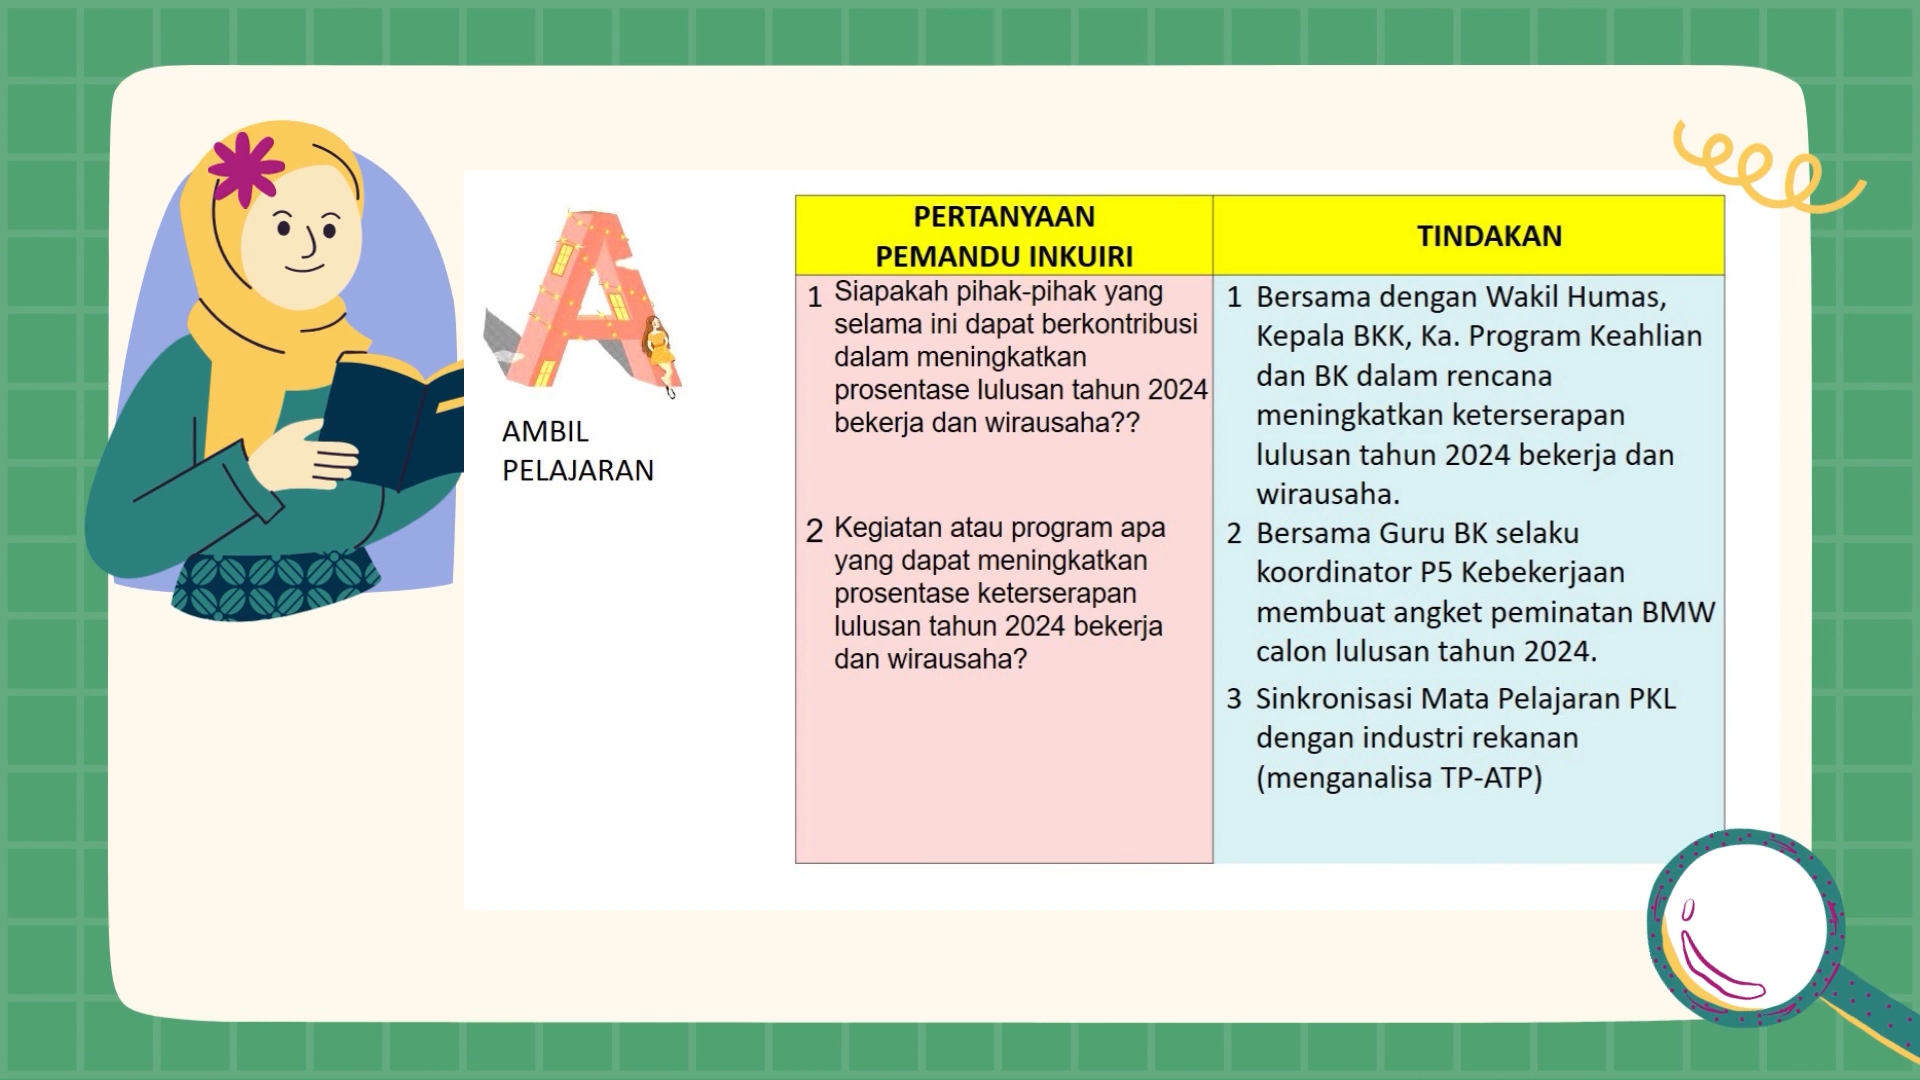 A
AMBIL
PELAJARAN
PERTANYAAN
PEMANDU INKUIRI
1 Siapakah pihak-pihak yang
selama ini dapat berkontribusi
dalam meningkatkan
prosentase lulusan tahun 2024
bekerja dan wirausaha??
2 Kegiatan atau program apa
yang dapat meningkatkan
prosentase keterserapan
lulusan tahun 2024 bekerja
dan wirausaha?
TINDAKAN
1 Bersama dengan Wakil Humas,
Kepala BKK, Ka. Program Keahlian
dan BK dalam rencana
meningkatkan keterserapan
lulusan tahun 2024 bekerja dan
wirausaha.
2 Bersama Guru BK selaku
koordinator P5 Kebekerjaan
membuat angket peminatan BMW
calon lulusan tahun 2024.
3 Sinkronisasi Mata Pelajaran PKL
dengan industri rekanan
(menganalisa TP-ATP)